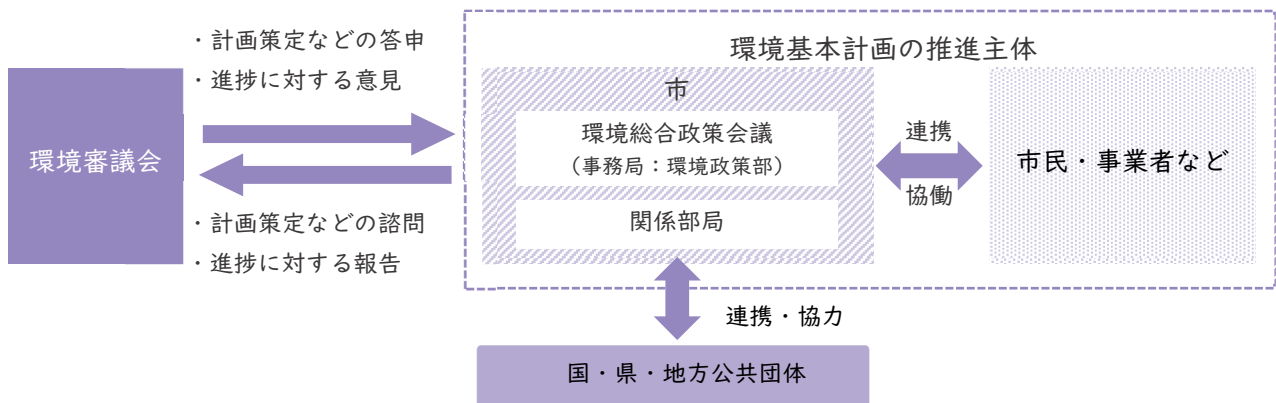 ・計画策定などの答申
・進捗に対する意見
環境審議会
・計画策定などの諮問
・進捗に対する報告
環境基本計画の推進主体
市
環境総合政策会議
（事務局：環境政策部）
関係部局
連携
協働
市民・事業者など
連携・協力
国・県・地方公共団体